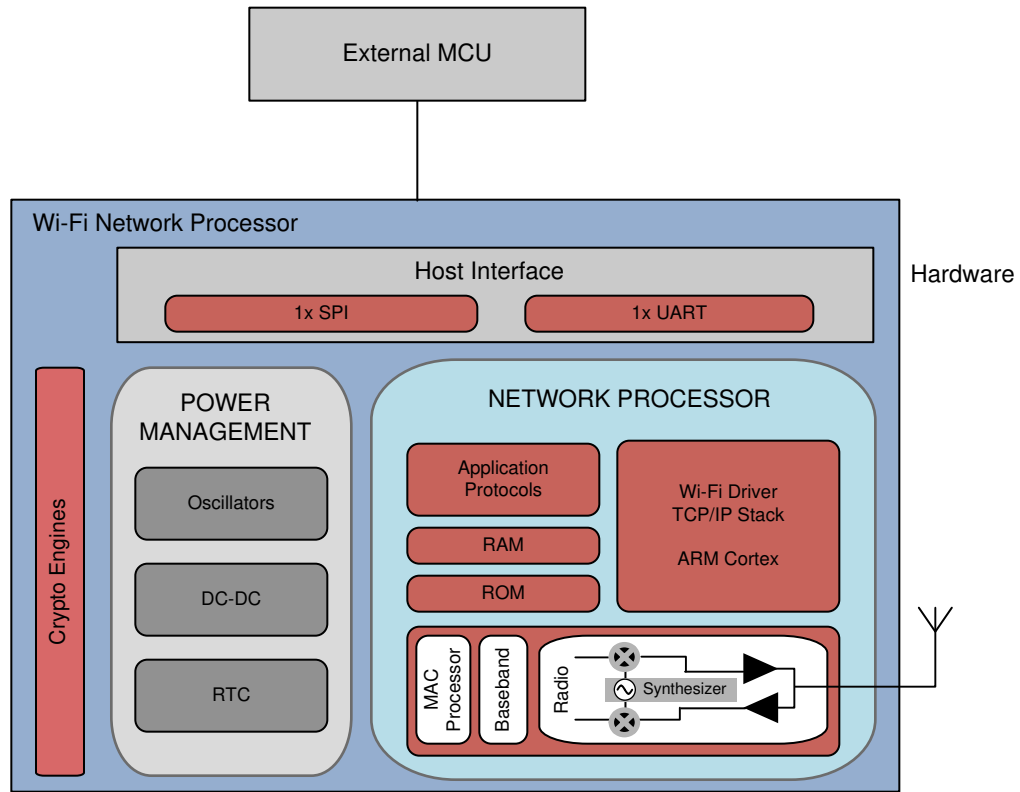 External MCU
Wi-Fi Network Processor
Host Interface
Hardware
1x SPI
1x UART
Crypto Engines
POWER
MANAGEMENT
Oscillators
DC-DC
RTC
NETWORK PROCESSOR
Application
Protocols
RAM
ROM
Wi-Fi Driver
TCP/IP Stack
ARM Cortex
MAC
Processor
Baseband
Radio
Synthesizer